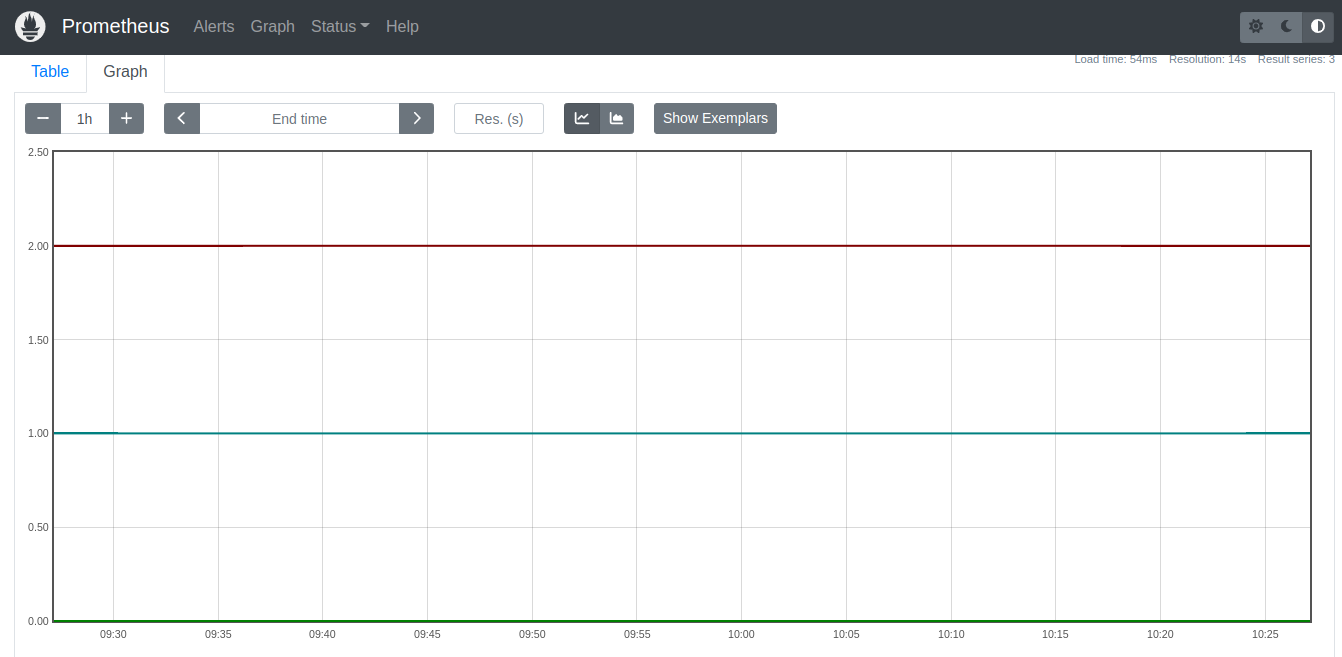 Prometheus Alerts Graph Status Help
Load time: 54ms Resolution: 14s Result series: 3
Table Graph
1h End time Res. (s) Show Exemplars
2.50
2.00
1.50
1.00
0.50
0.00
09:30 09:35 09:40 09:45 09:50 09:55 10:00 10:05 10:10 10:15 10:20 10:25